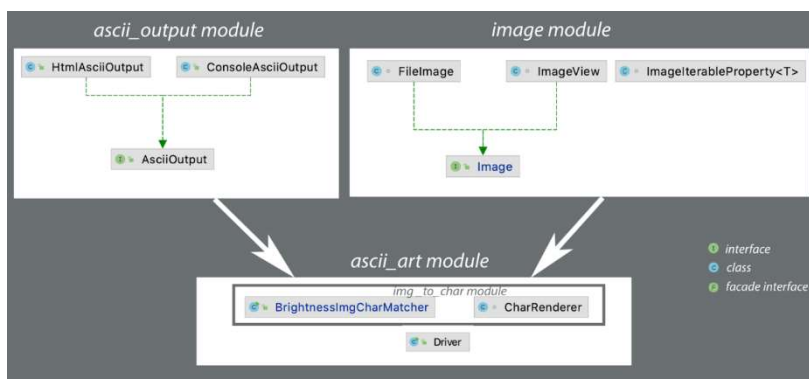 ascii_output module
image module
HtmlAsciiOutput
ConsoleAsciiOutput
AsciiOutput
FileImage
ImageView
ImageIterableProperty<T>
Image
interface
class
facade interface
ascii_art module
img_to_char module
BrightnessImgCharMatcher
CharRenderer
Driver